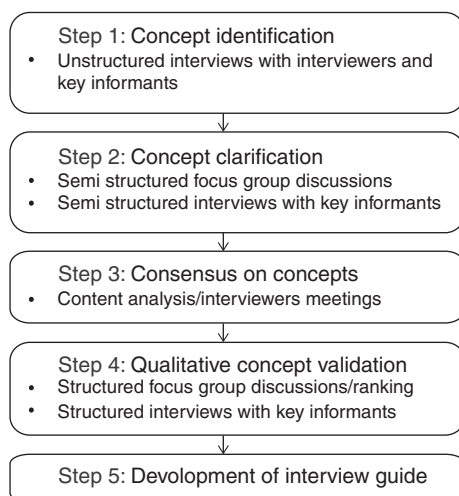 Step 1: Concept identification
• Unstructured interviews with interviewers and
key informants
Step 2: Concept clarification
• Semi structured focus group discussions
• Semi structured interviews with key informants
Step 3: Consensus on concepts
• Content analysis/interviewers meetings
Step 4: Qualitative concept validation
• Structured focus group discussions/ranking
• Structured interviews with key informants
Step 5: Devolopment of interview guide